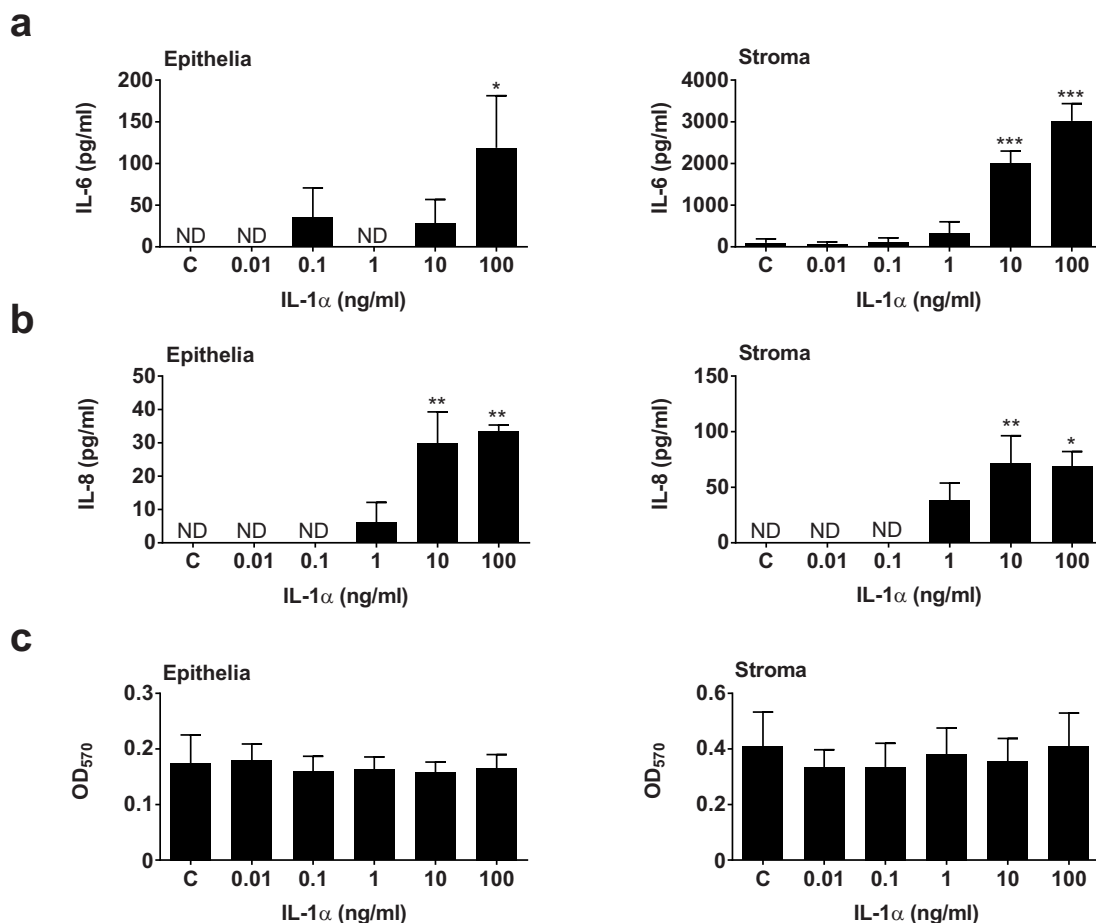 a
Epithelia
IL-6 (pg/ml)
200
150
100
50
0
ND ND ND
*
C 0.01 0.1 1 10 100
IL-1α (ng/ml)
Stroma
IL-6 (pg/ml)
4000
3000
2000
1000
0
*** ***
C 0.01 0.1 1 10 100
IL-1α (ng/ml)
b
Epithelia
IL-8 (pg/ml)
50
40
30
20
10
0
ND ND ND
** **
C 0.01 0.1 1 10 100
IL-1α (ng/ml)
Stroma
IL-8 (pg/ml)
150
100
50
0
ND ND ND
** *
C 0.01 0.1 1 10 100
IL-1α (ng/ml)
c
Epithelia
OD₅₇₀
0.3
0.2
0.1
0
C 0.01 0.1 1 10 100
IL-1α (ng/ml)
Stroma
OD₅₇₀
0.6
0.4
0.2
0
C 0.01 0.1 1 10 100
IL-1α (ng/ml)